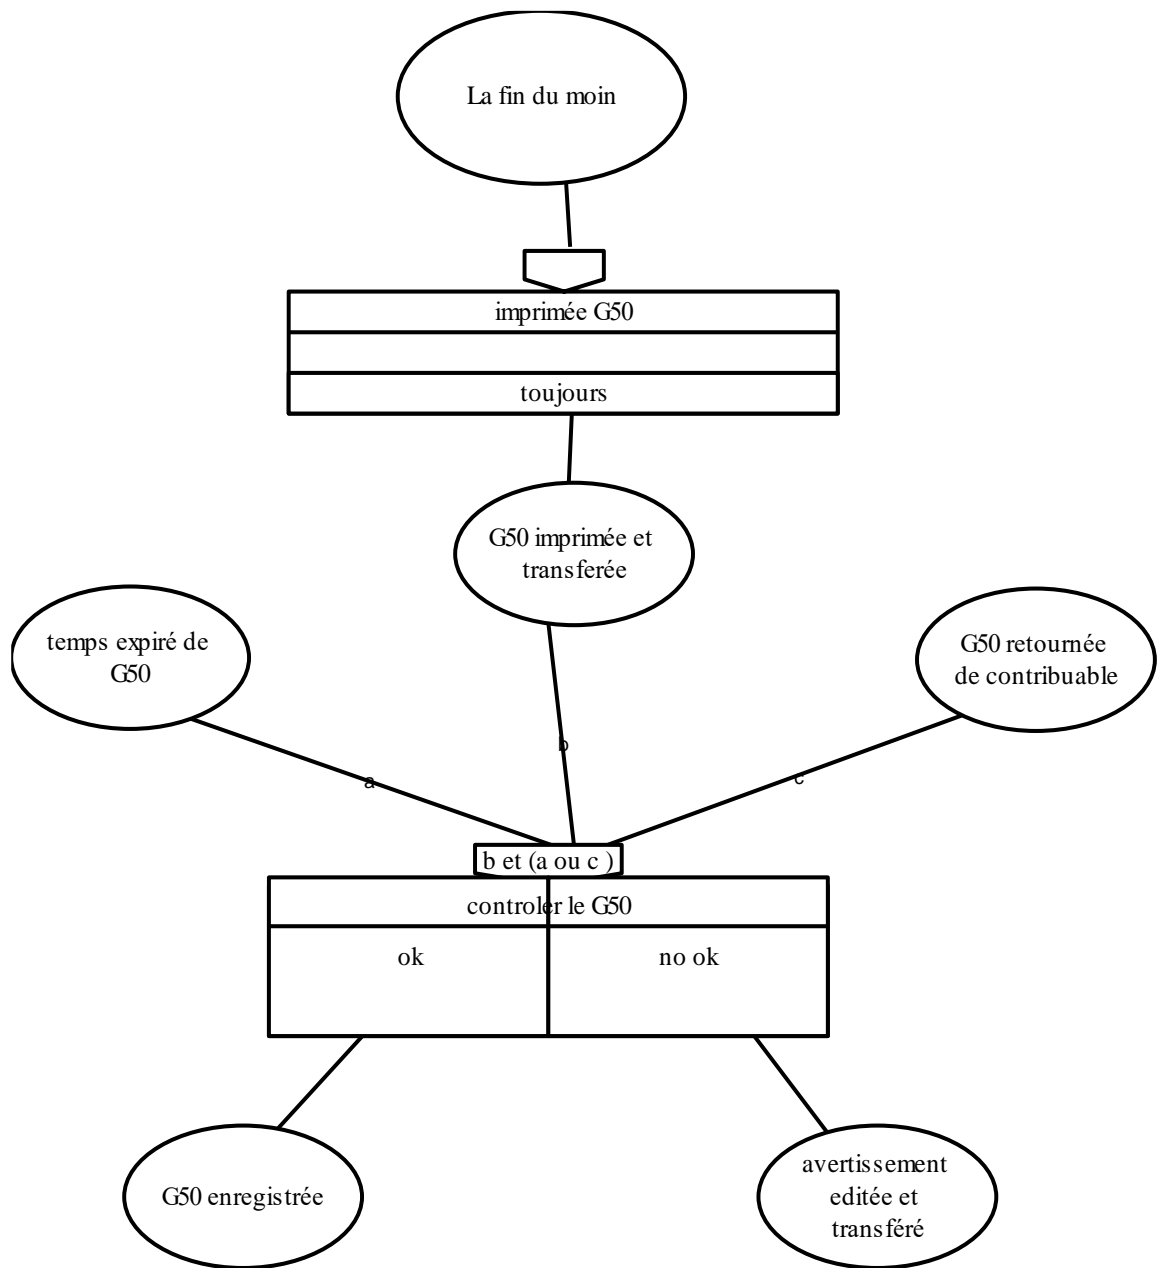 La fin du moin
imprimée G50
toujours
G50 imprimée et
transferée
temps expiré de
G50
G50 retournée
de contribuable
a
b
c
b et (a ou c )
controler le G50
ok
no ok
G50 enregistrée
avertissement
editée et
transféré